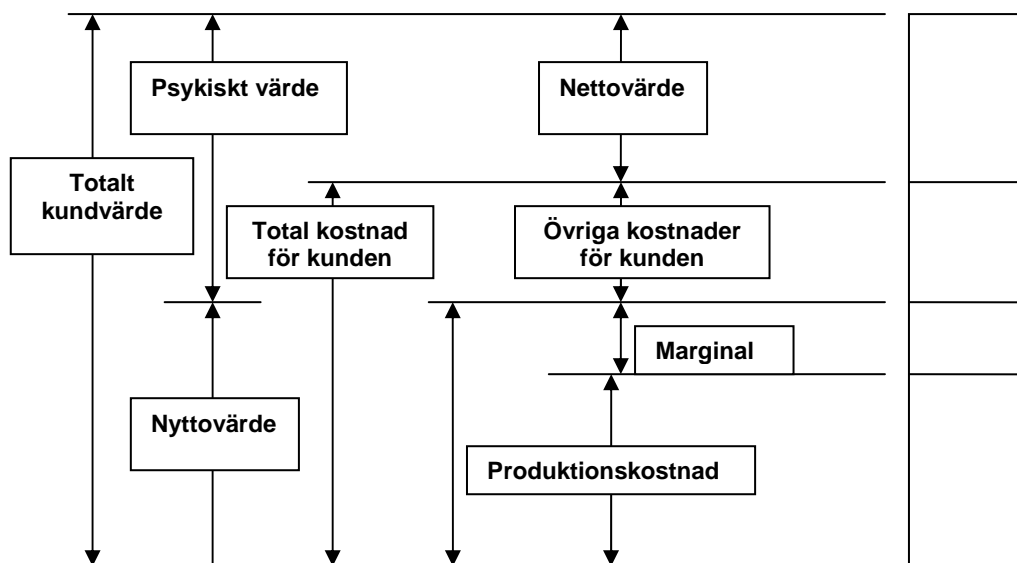 Psykiskt värde
Nettovärde
Totalt
kundvärde
Total kostnad
för kunden
Övriga kostnader
för kunden
Marginal
Nyttovärde
Produktionskostnad